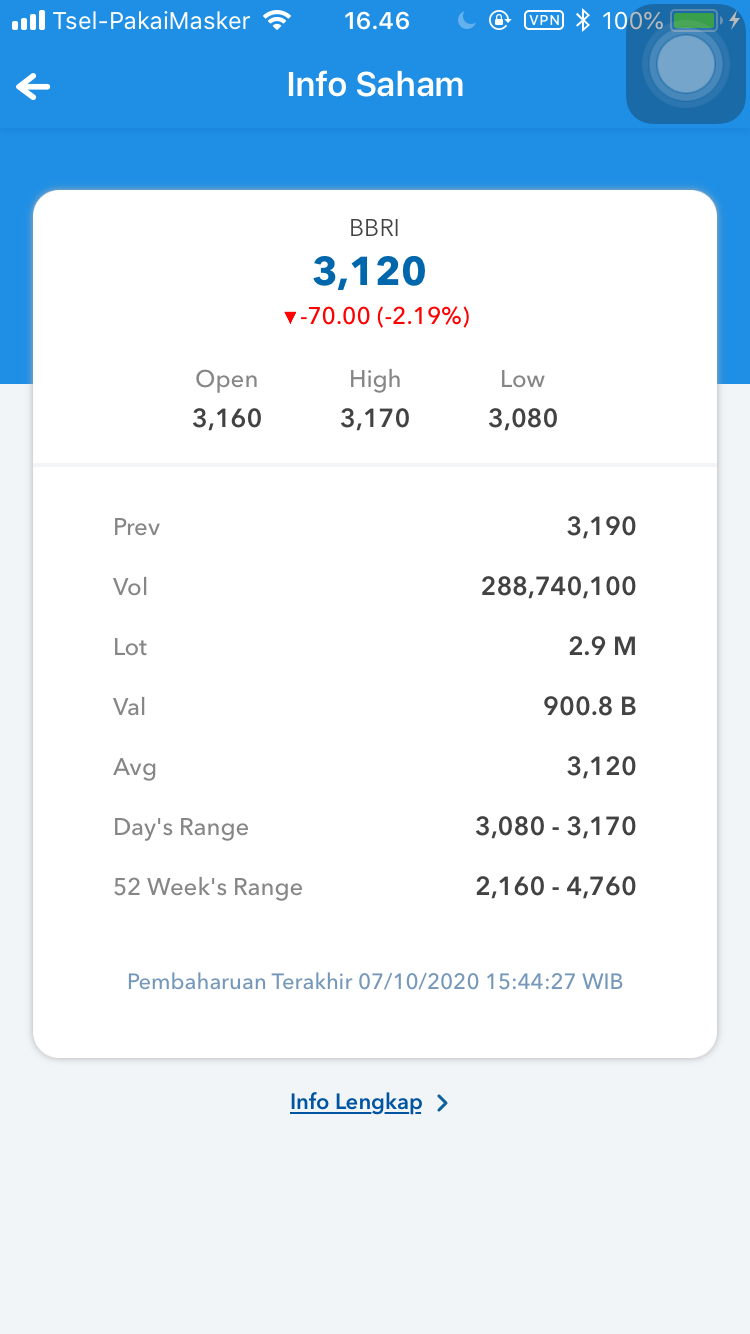 Tsel-PakaiMasker 16.46 VPN 100%
Info Saham
BBRI
3,120
▼-70.00 (-2.19%)
Open High Low
3,160 3,170 3,080
Prev 3,190
Vol 288,740,100
Lot 2.9 M
Val 900.8 B
Avg 3,120
Day's Range 3,080 - 3,170
52 Week's Range 2,160 - 4,760
Pembaharuan Terakhir 07/10/2020 15:44:27 WIB
Info Lengkap